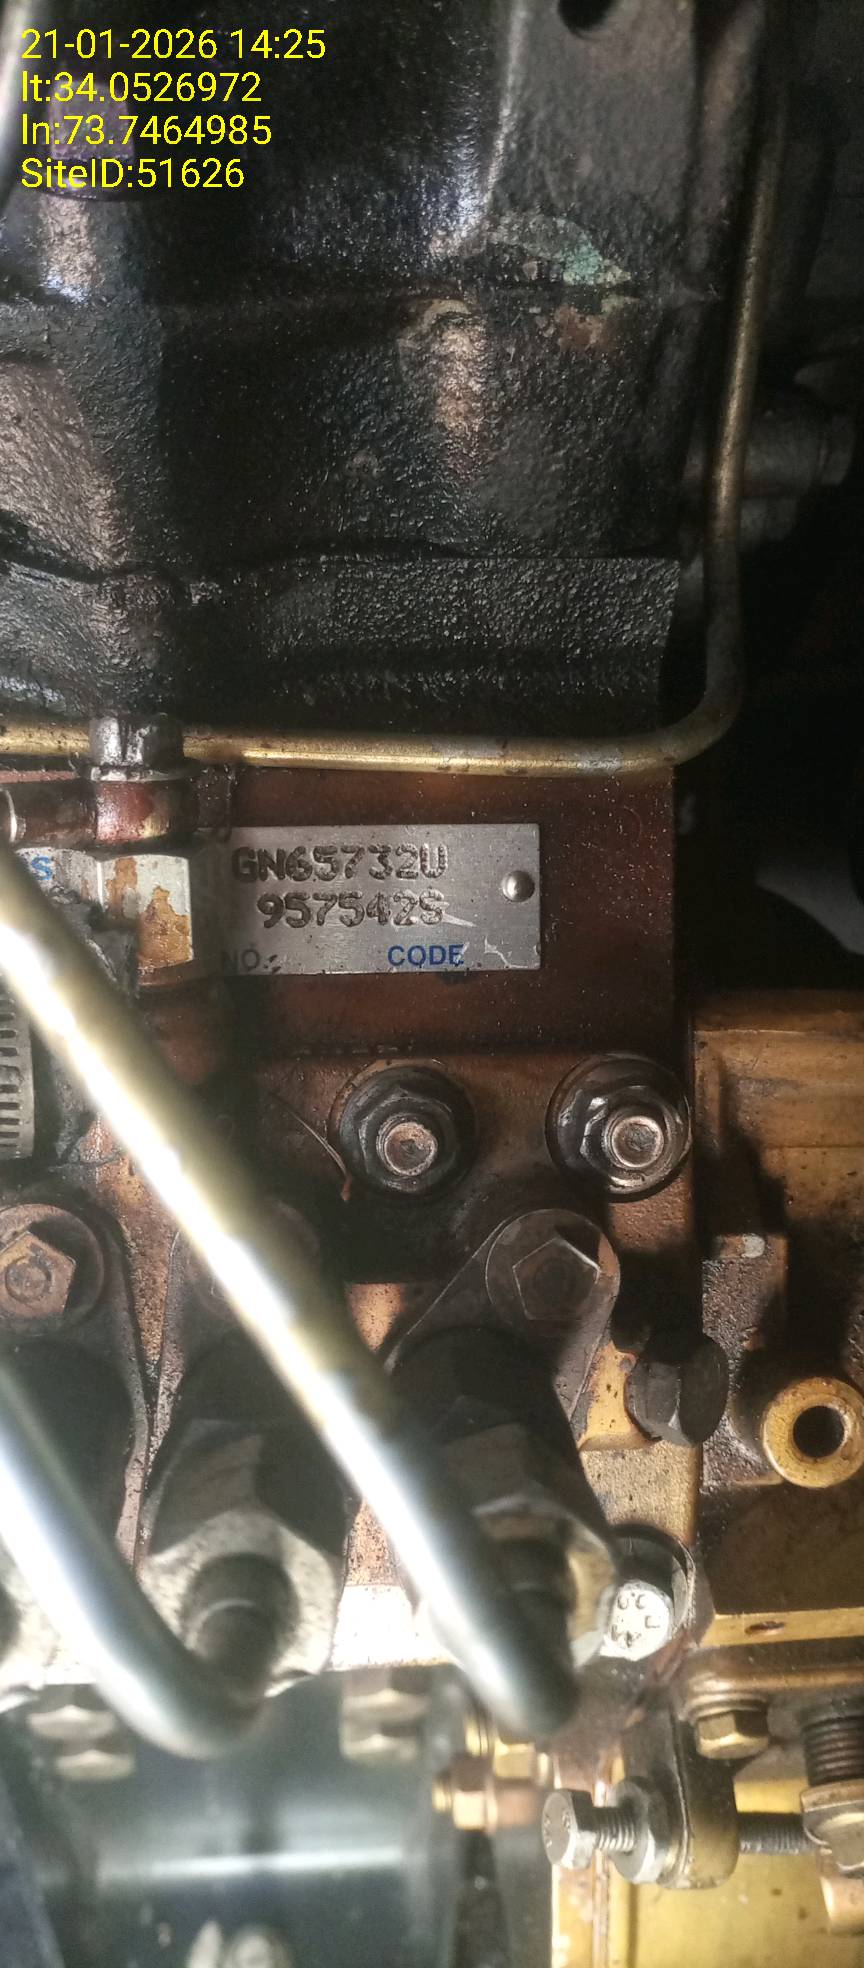 21-01-2026 14:25
lt:34.0526972
ln:73.7464985
SiteID:51626
GN65732U
S
957542S
NO.
CODE